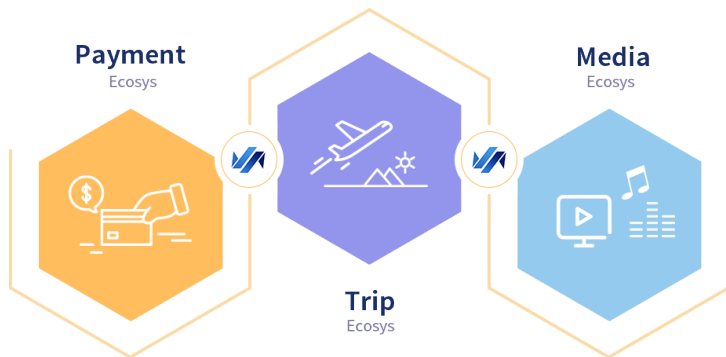 Payment
Ecosys
$
Trip
Ecosys
Media
Ecosys